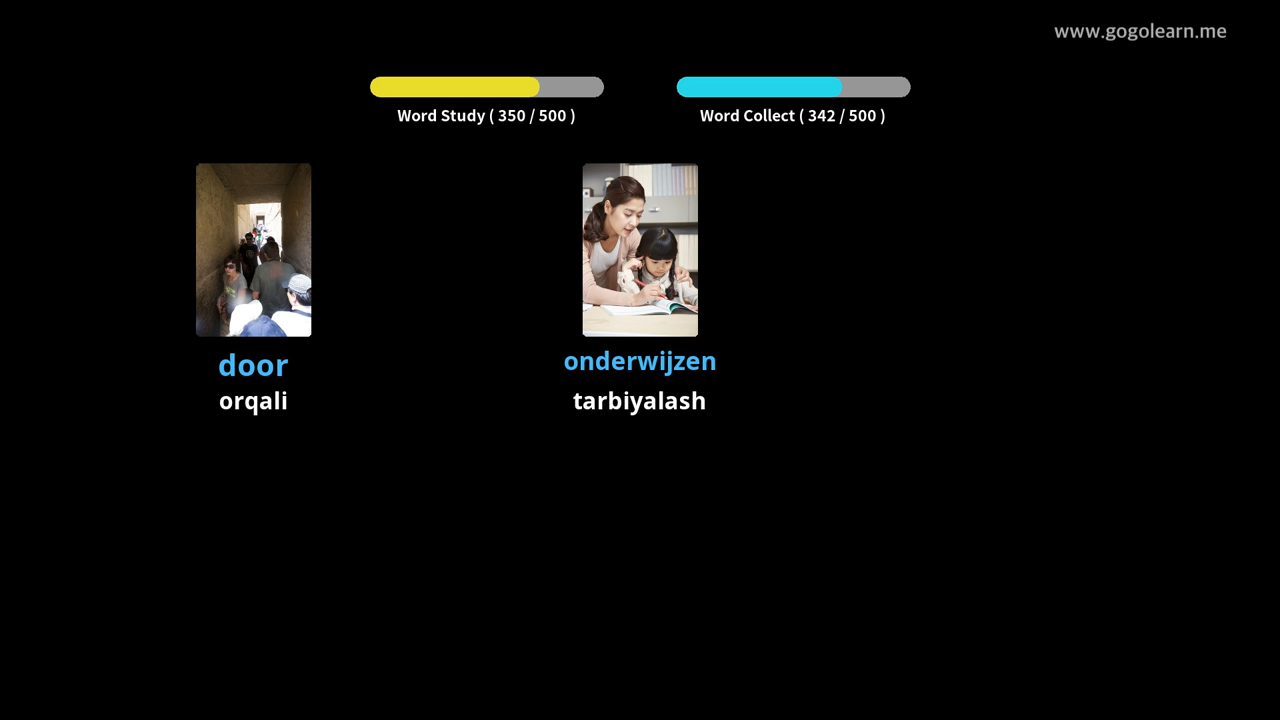 www.gogolearn.me
Word Study ( 350 / 500 )
Word Collect ( 342 / 500 )
door
orqali
onderwijzen
tarbiyalash